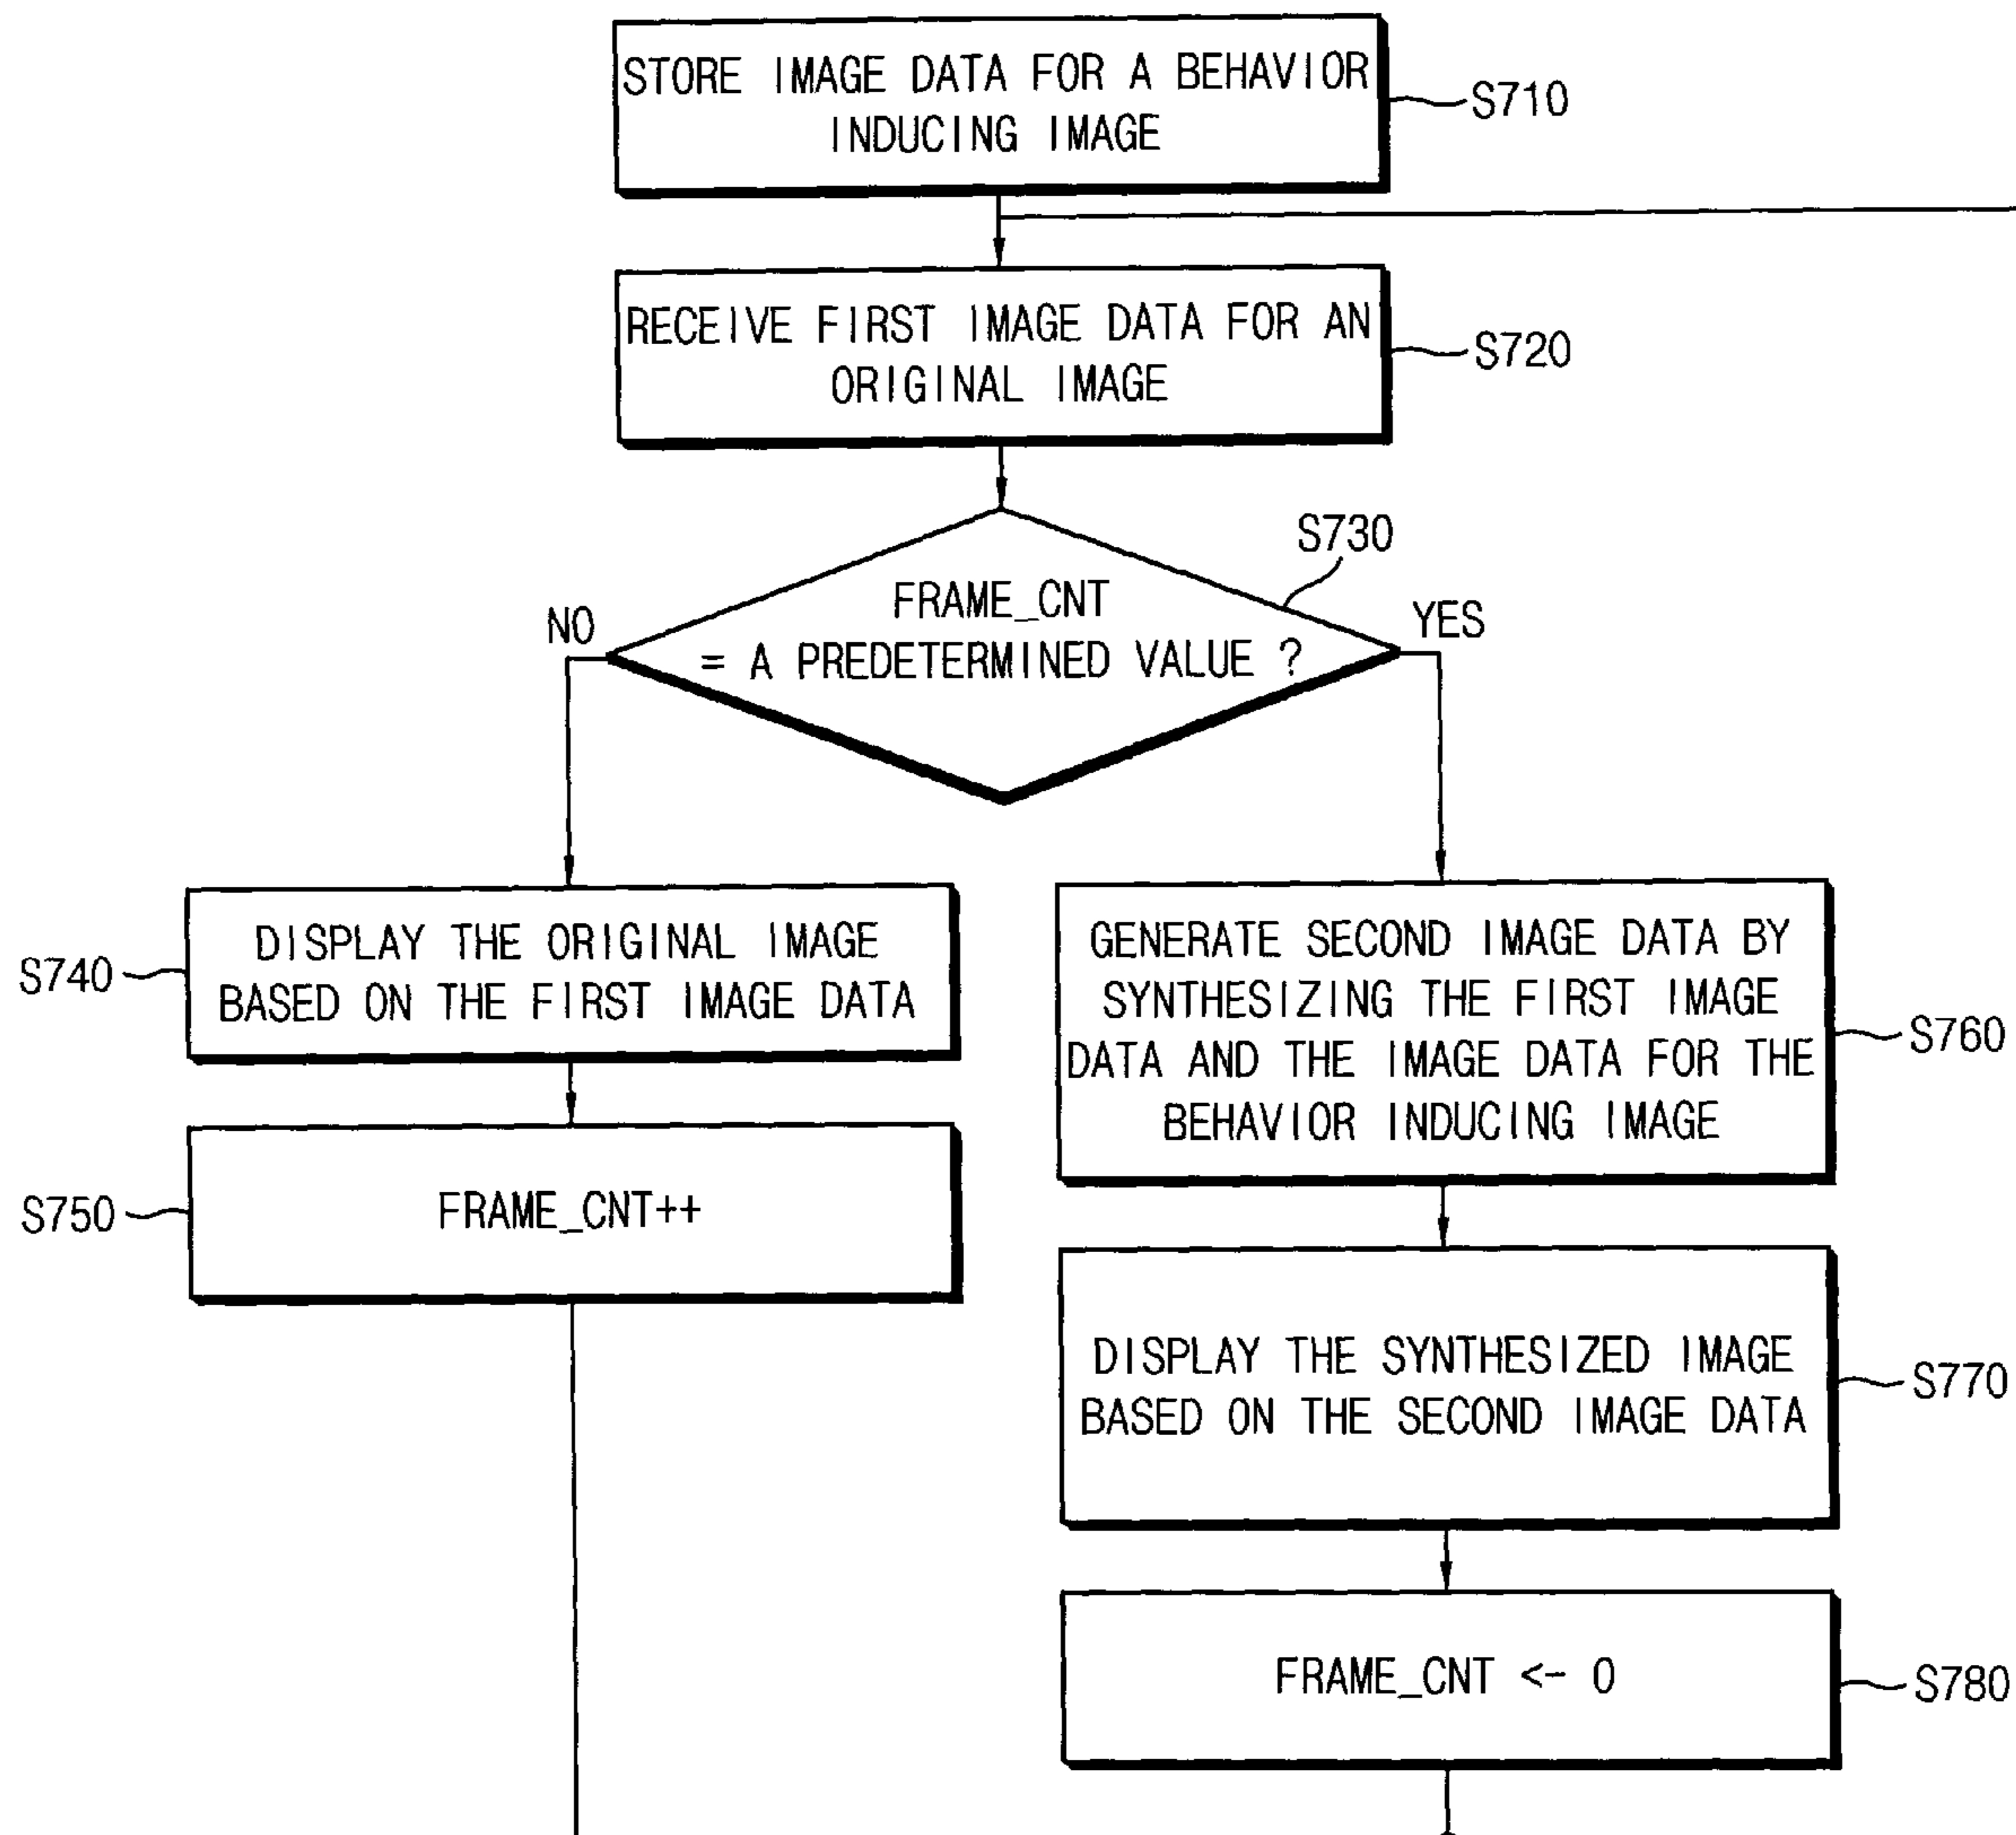 STORE IMAGE DATA FOR A BEHAVIOR
INDUCING IMAGE
S710
RECEIVE FIRST IMAGE DATA FOR AN
ORIGINAL IMAGE
S720
S730
FRAME_CNT
= A PREDETERMINED VALUE ?
NO
YES
DISPLAY THE ORIGINAL IMAGE
BASED ON THE FIRST IMAGE DATA
S740
FRAME_CNT++
S750
GENERATE SECOND IMAGE DATA BY
SYNTHESIZING THE FIRST IMAGE
DATA AND THE IMAGE DATA FOR THE
BEHAVIOR INDUCING IMAGE
S760
DISPLAY THE SYNTHESIZED IMAGE
BASED ON THE SECOND IMAGE DATA
S770
FRAME_CNT <- 0
S780